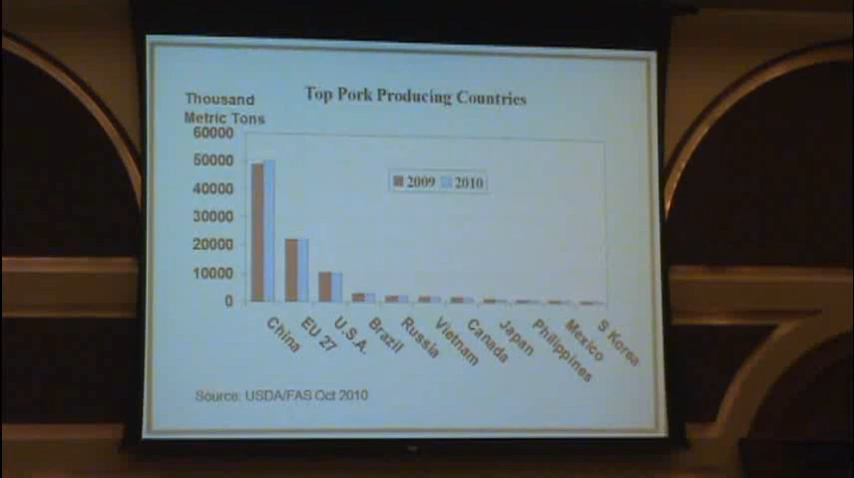 Top Pork Producing Countries
Thousand
Metric Tons
60000
50000
40000
30000
20000
10000
0
2009 2010
China
EU 27
U.S.A.
Brazil
Russia
Vietnam
Canada
Japan
Philippines
Mexico
S Korea
Source: USDA/FAS Oct 2010